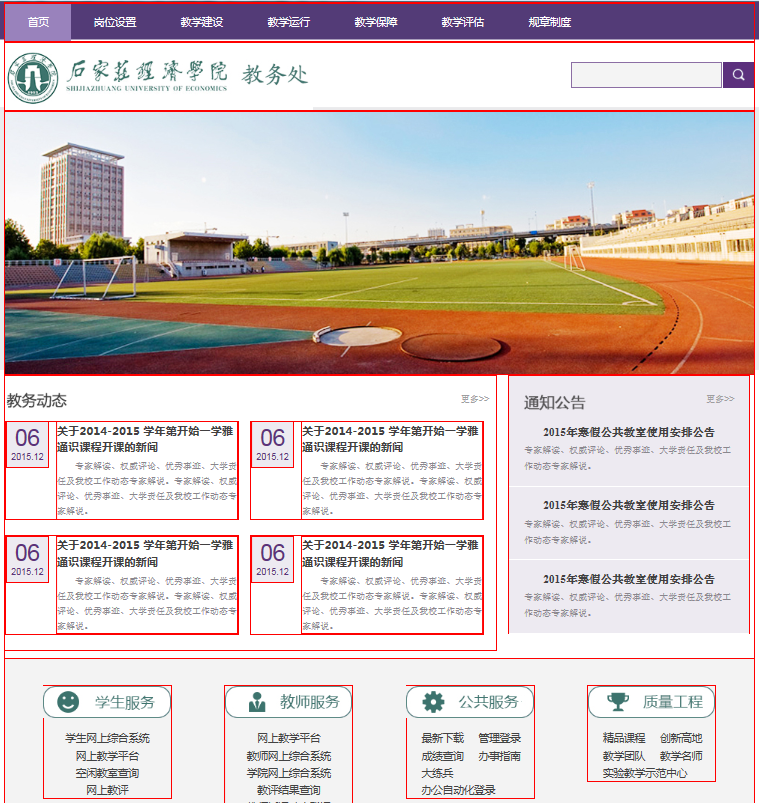 首页 岗位设置 教学建设 教学运行 教学保障 教学评估 规章制度
石家莊經濟學院 教务处
SHIJIAZHUANG UNIVERSITY OF ECONOMICS
教务动态 更多>>
06
2015.12
关于2014-2015 学年第开始一学雅
通识课程开课的新闻
专家解读、权威评论、优秀事迹、大学责
任及我校工作动态专家解说。专家解读、权威
评论、优秀事迹、大学责任及我校工作动态专
家解说。
06
2015.12
关于2014-2015 学年第开始一学雅
通识课程开课的新闻
专家解读、权威评论、优秀事迹、大学责
任及我校工作动态专家解说。专家解读、权威
评论、优秀事迹、大学责任及我校工作动态专
家解说。
06
2015.12
关于2014-2015 学年第开始一学雅
通识课程开课的新闻
专家解读、权威评论、优秀事迹、大学责
任及我校工作动态专家解说。专家解读、权威
评论、优秀事迹、大学责任及我校工作动态专
家解说。
06
2015.12
关于2014-2015 学年第开始一学雅
通识课程开课的新闻
专家解读、权威评论、优秀事迹、大学责
任及我校工作动态专家解说。专家解读、权威
评论、优秀事迹、大学责任及我校工作动态专
家解说。
通知公告 更多>>
2015年寒假公共教室使用安排公告
专家解读、权威评论、优秀事迹、大学责任及我校工
作动态专家解说。
2015年寒假公共教室使用安排公告
专家解读、权威评论、优秀事迹、大学责任及我校工
作动态专家解说。
2015年寒假公共教室使用安排公告
专家解读、权威评论、优秀事迹、大学责任及我校工
作动态专家解说。
学生服务
学生网上综合系统
网上教学平台
空闲教室查询
网上教评
教师服务
网上教学平台
教师网上综合系统
学院网上综合系统
教评结果查询
公共服务
最新下载 管理登录
成绩查询 办事指南
大练兵
办公自动化登录
质量工程
精品课程 创新高地
教学团队 教学名师
实验教学示范中心